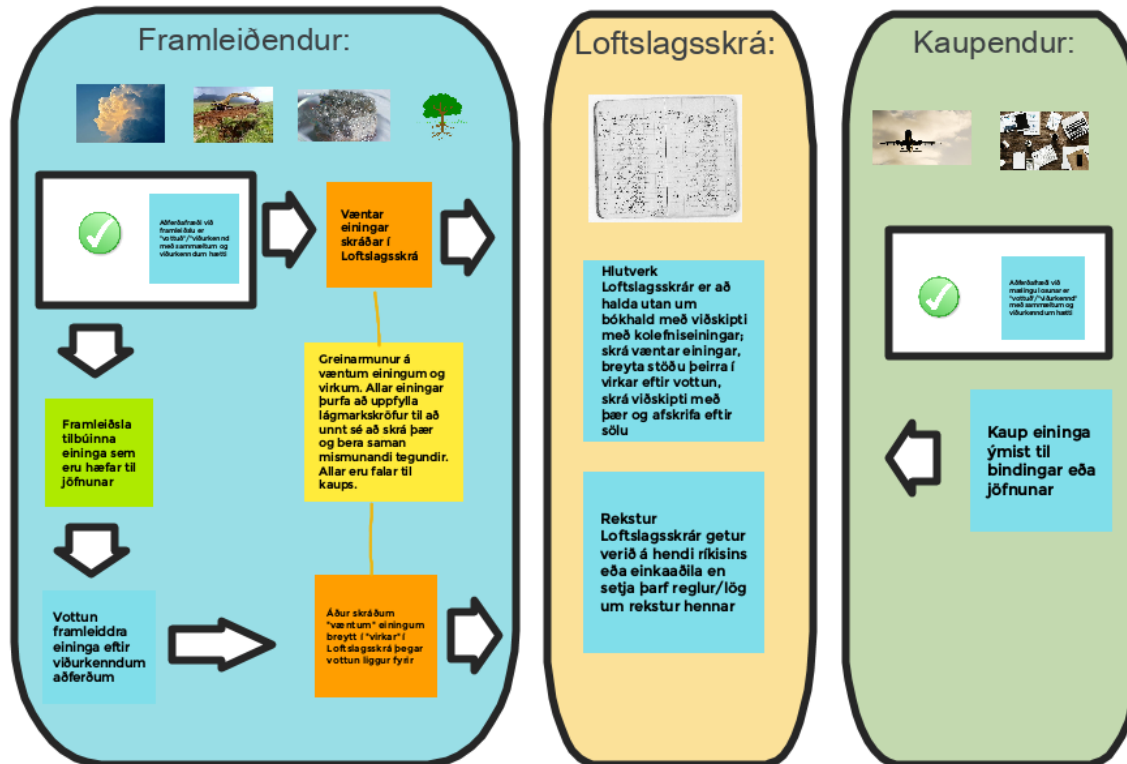 Framleiðendur:
Aðferðafræði við
framleiðslu er
"vottuð"/"viðurkennd
með sammæltum og
viðurkenndum hætti
Væntar
einingar
skráðar í
Loftslagsskrá
Greinarmunur á
væntum einingum og
virkum. Allar einingar
þurfa að uppfylla
lágmarkskröfur til að
unnt sé að skrá þær
og bera saman
mismunandi tegundir.
Allar eru falar til
kaups.
Framleiðsla
tilbúinna
eininga sem
eru hæfar til
jöfnunar
Vottun
framleiddra
eininga eftir
viðurkenndum
aðferðum
Áður skráðum
"væntum" einingum
breytt í "virkar" í
Loftslagsskrá þegar
vottun liggur fyrir
Loftslagsskrá:
Hlutverk
Loftslagsskrár er að
halda utan um
bókhald með viðskipti
með kolefniseiningar;
skrá væntar einingar,
breyta stöðu þeirra í
virkar eftir vottun,
skrá viðskipti með
þær og afskrifa eftir
sölu
Rekstur
Loftslagsskrár getur
verið á hendi ríkisins
eða einkaaðila en
setja þarf reglur/lög
um rekstur hennar
Kaupendur:
Aðferðafræði við
mælingu losunar er
"vottuð"/"viðurkennd"
með sammæltum og
viðurkenndum hætti
Kaup eininga
ýmist til
bindingar eða
jöfnunar